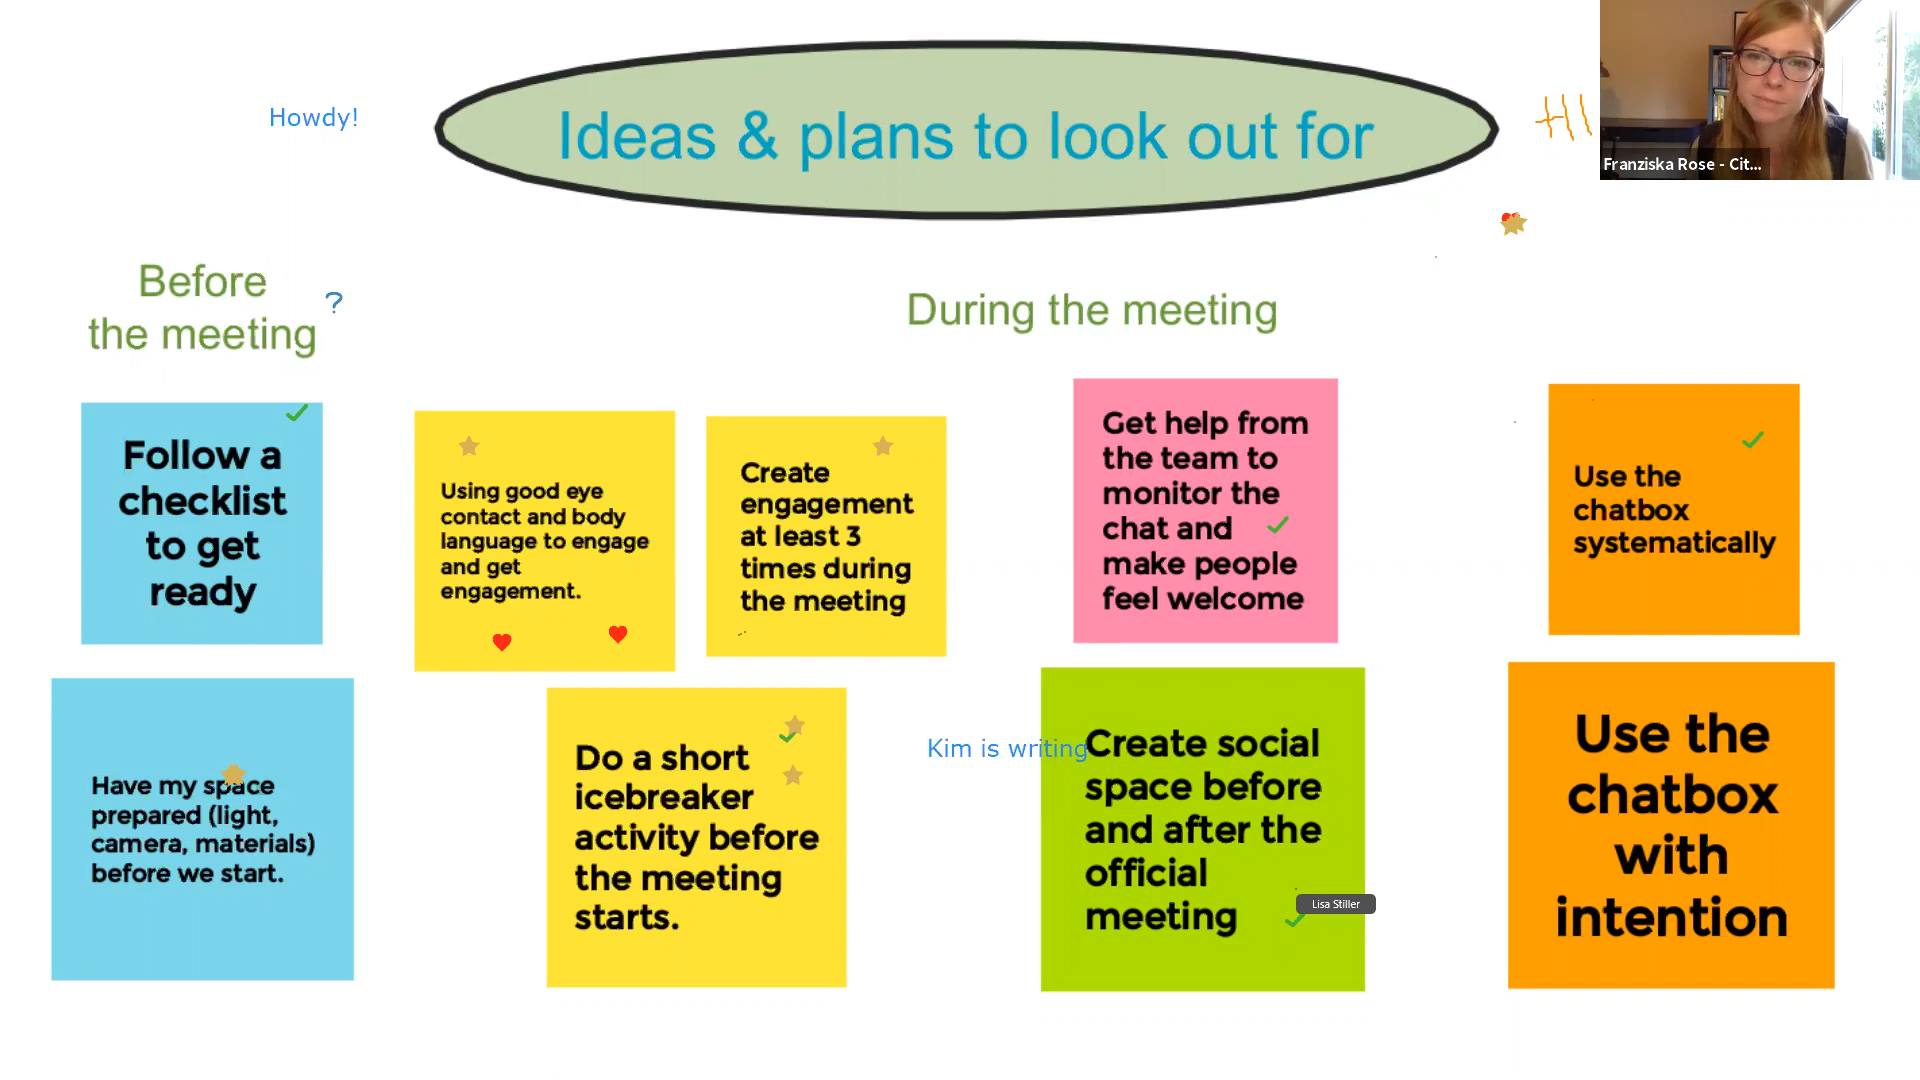 Howdy!
Ideas & plans to look out for
HI
Franziska Rose - Cit...
Before
the meeting
?
During the meeting
Follow a
checklist
to get
ready
Using good eye
contact and body
language to engage
and get
engagement.
Create
engagement
at least 3
times during
the meeting
Get help from
the team to
monitor the
chat and
make people
feel welcome
Use the
chatbox
systematically
Have my space
prepared (light,
camera, materials)
before we start.
Do a short
icebreaker
activity before
the meeting
starts.
Kim is writing
Create social
space before
and after the
official
meeting
Lisa Stiller
Use the
chatbox
with
intention